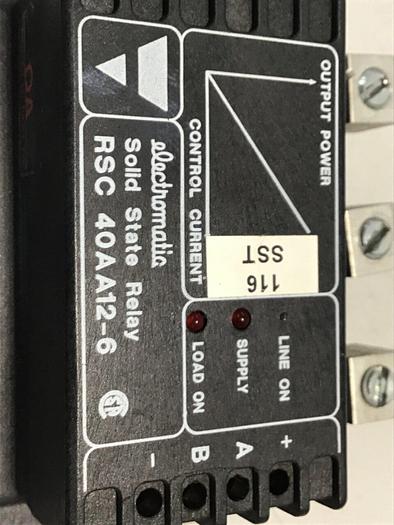 electromatic
Solid State Relay
RSC 40AA12-6
OUTPUT POWER
CONTROL CURRENT
116
SST
LINE ON
SUPPLY
LOAD ON
+
A
B
-